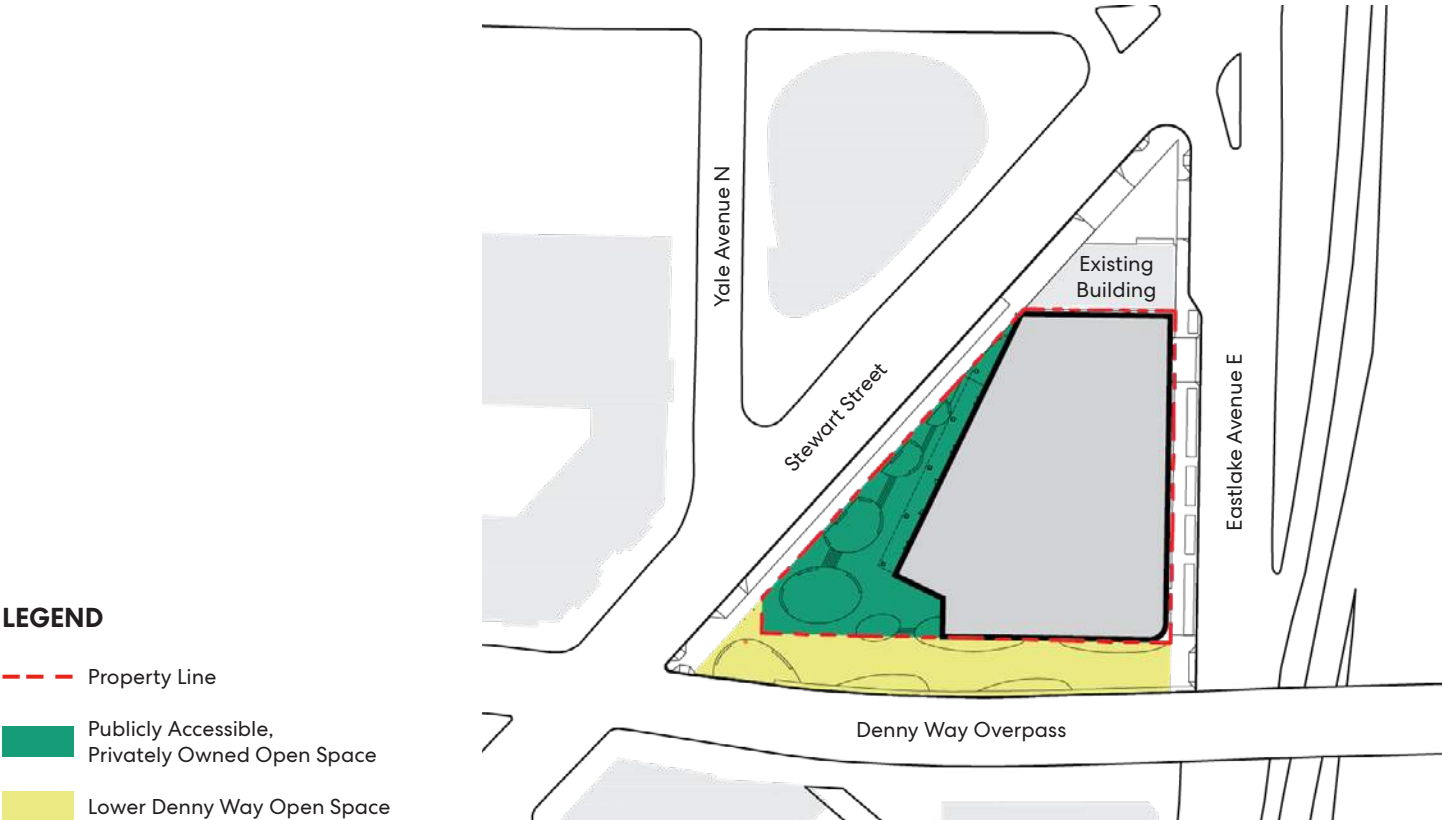 Yale Avenue N
Existing
Building
Stewart Street
Eastlake Avenue E
Denny Way Overpass
LEGEND
Property Line
Publicly Accessible,
Privately Owned Open Space
Lower Denny Way Open Space